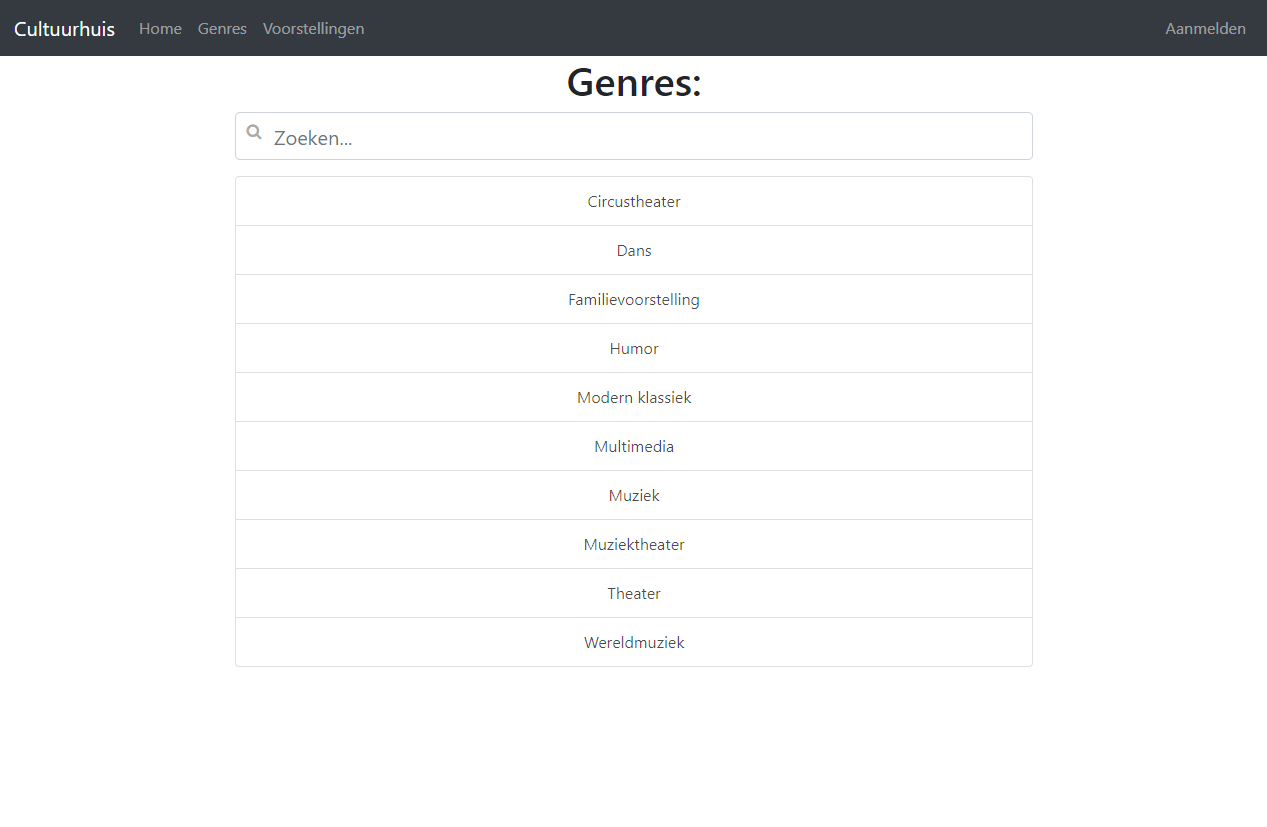 Cultuurhuis Home Genres Voorstellingen Aanmelden
Genres:
Zoeken...
Circustheater
Dans
Familievoorstelling
Humor
Modern klassiek
Multimedia
Muziek
Muziektheater
Theater
Wereldmuziek